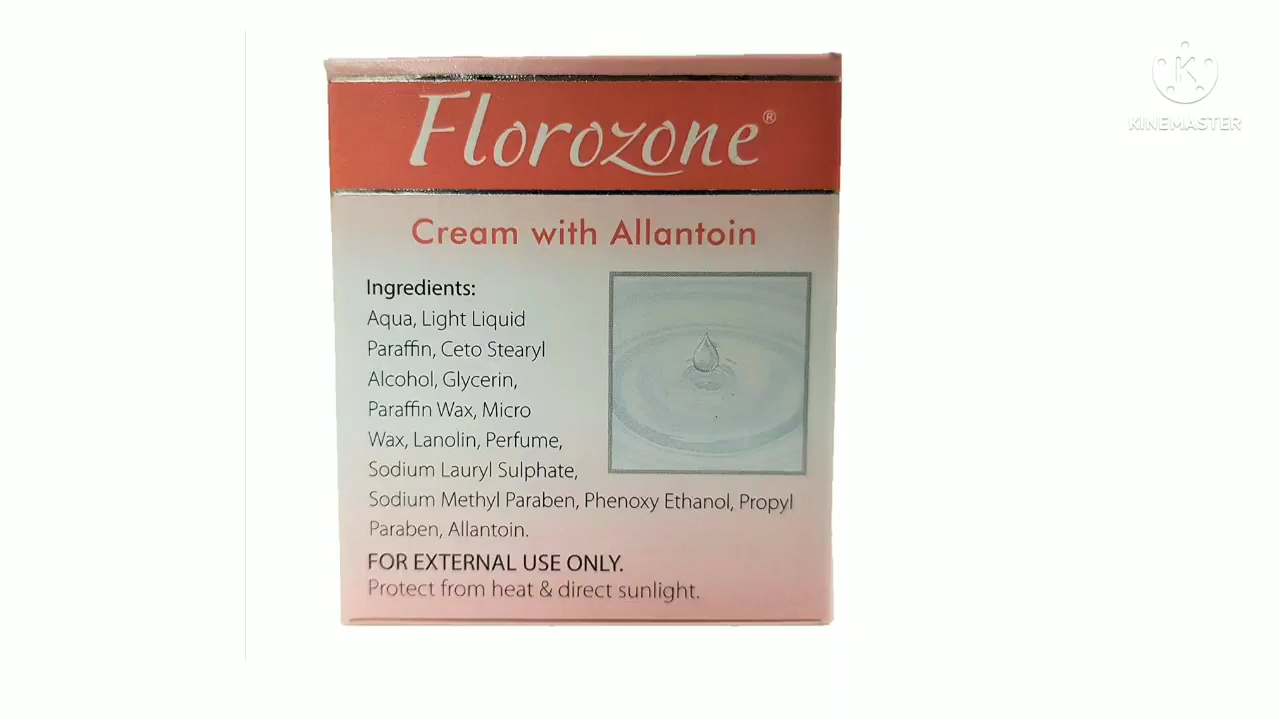 Florozone®
Cream with Allantoin
Ingredients:
Aqua, Light Liquid
Paraffin, Ceto Stearyl
Alcohol, Glycerin,
Paraffin Wax, Micro
Wax, Lanolin, Perfume,
Sodium Lauryl Sulphate,
Sodium Methyl Paraben, Phenoxy Ethanol, Propyl
Paraben, Allantoin.
FOR EXTERNAL USE ONLY.
Protect from heat & direct sunlight.
K
KINEMASTER